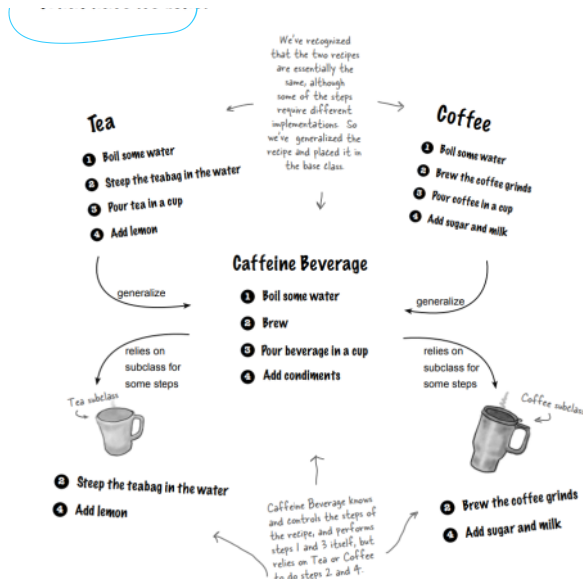 We've recognized
that the two recipes
are essentially the
same, although
some of the steps
require different
implementations. So
we've generalized the
recipe and placed it in
the base class.
Tea
1 Boil some water
2 Steep the teabag in the water
3 Pour tea in a cup
4 Add lemon
Coffee
1 Boil some water
2 Brew the coffee grinds
3 Pour coffee in a cup
4 Add sugar and milk
Caffeine Beverage
1 Boil some water
2 Brew
3 Pour beverage in a cup
4 Add condiments
generalize
generalize
relies on
subclass for
some steps
relies on
subclass for
some steps
Tea subclass
Coffee subclass
2 Steep the teabag in the water
4 Add lemon
2 Brew the coffee grinds
4 Add sugar and milk
Caffeine Beverage knows
and controls the steps of
the recipe, and performs
steps 1 and 3 itself, but
relies on Tea or Coffee
to do steps 2 and 4.